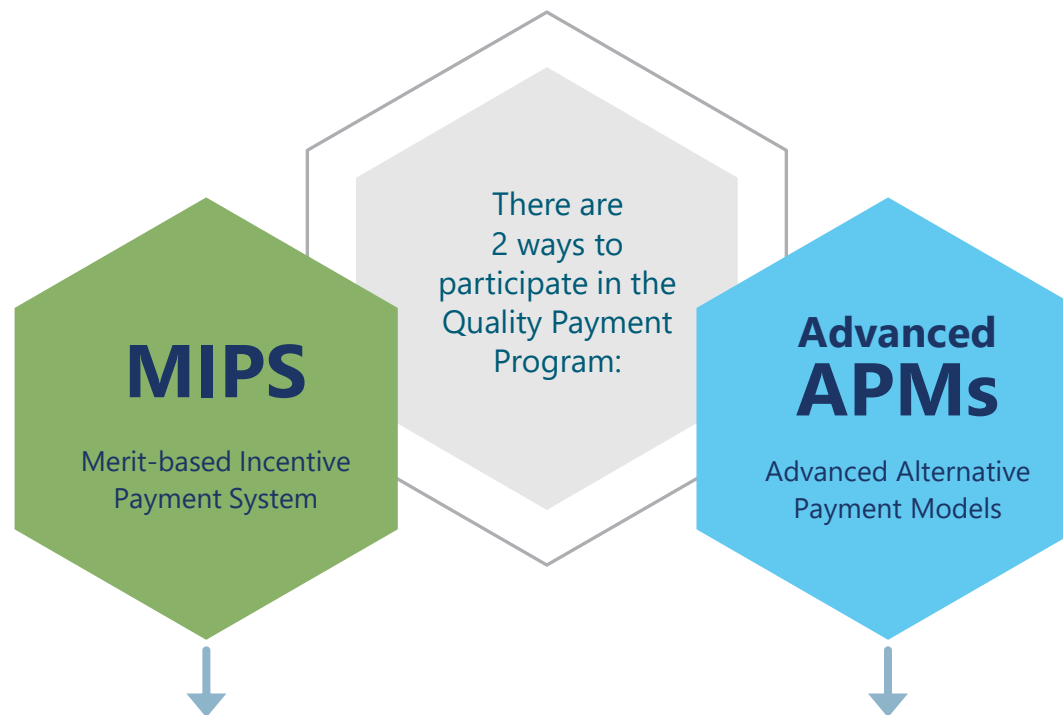 There are
2 ways to
participate in the
Quality Payment
Program:
MIPS
Merit-based Incentive
Payment System
Advanced
APMs
Advanced Alternative
Payment Models